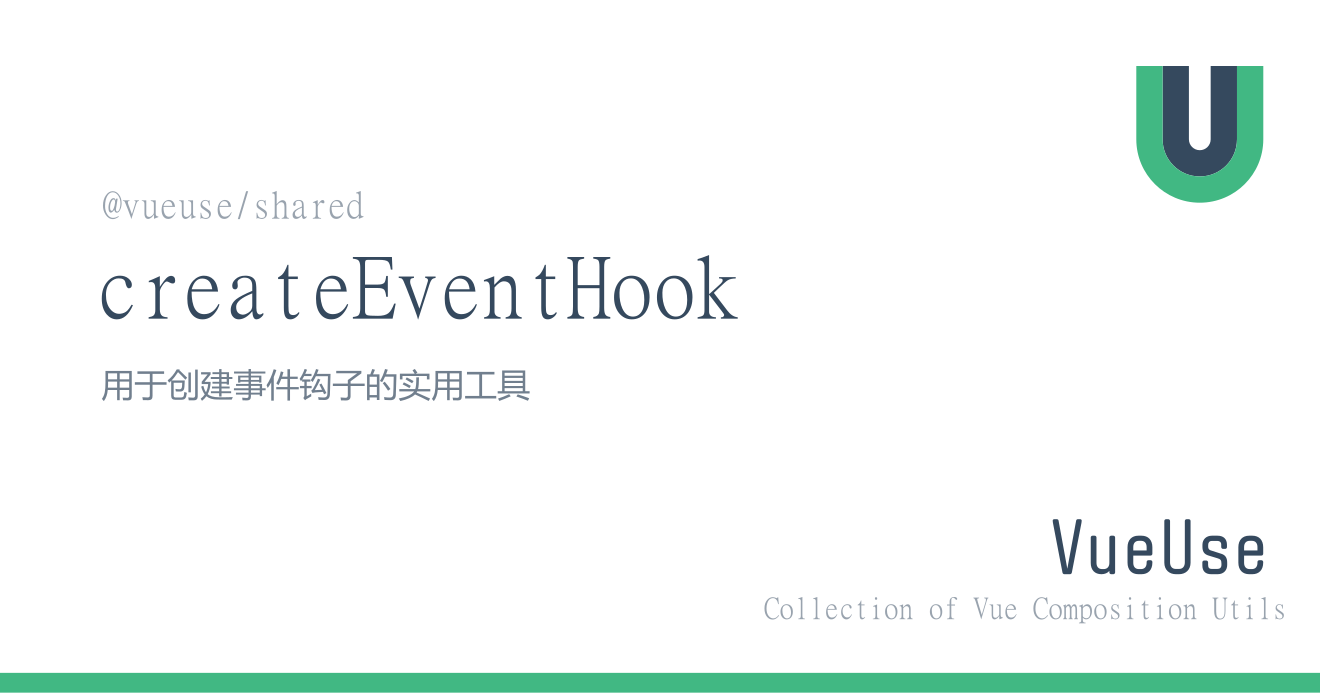 @vueuse/shared
createEventHook
用于创建事件钩子的实用工具
VueUse
Collection of Vue Composition Utils